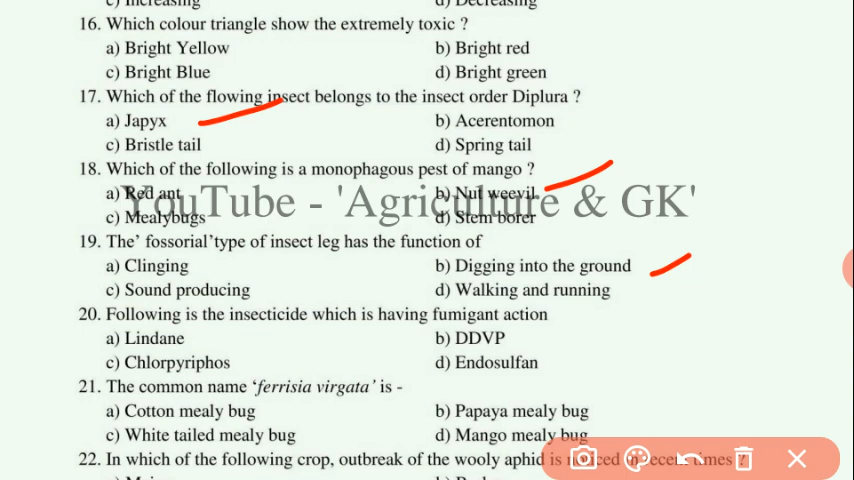 c) Increasing d) Decreasing
16. Which colour triangle show the extremely toxic ?
a) Bright Yellow b) Bright red
c) Bright Blue d) Bright green
17. Which of the flowing insect belongs to the insect order Diplura ?
a) Japyx b) Acerentomon
c) Bristle tail d) Spring tail
18. Which of the following is a monophagous pest of mango ?
a) Red ant b) Nut weevil
YouTube - 'Agriculture & GK'
c) Mealybugs d) Stem borer
19. The' fossorial'type of insect leg has the function of
a) Clinging b) Digging into the ground
c) Sound producing d) Walking and running
20. Following is the insecticide which is having fumigant action
a) Lindane b) DDVP
c) Chlorpyriphos d) Endosulfan
21. The common name ‘ferrisia virgata’ is -
a) Cotton mealy bug b) Papaya mealy bug
c) White tailed mealy bug d) Mango mealy bug
22. In which of the following crop, outbreak of the wooly aphid is noticed in recent times ?